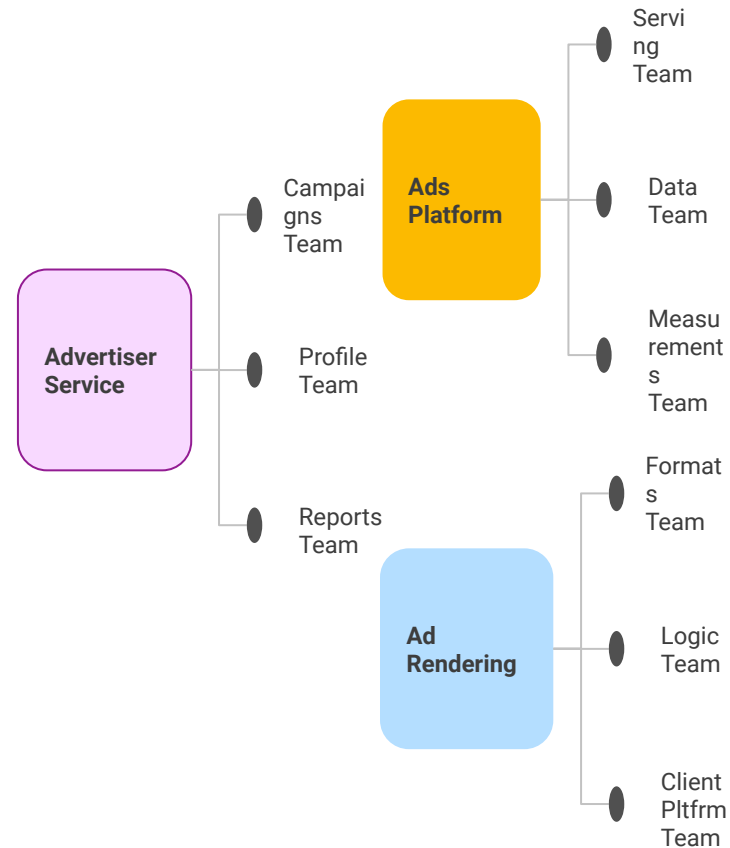 Advertiser
Service
Campai
gns
Team
Profile
Team
Reports
Team
Ads
Platform
Servi
ng
Team
Data
Team
Measu
rement
s
Team
Ad
Rendering
Format
s
Team
Logic
Team
Client
Pltfrm
Team